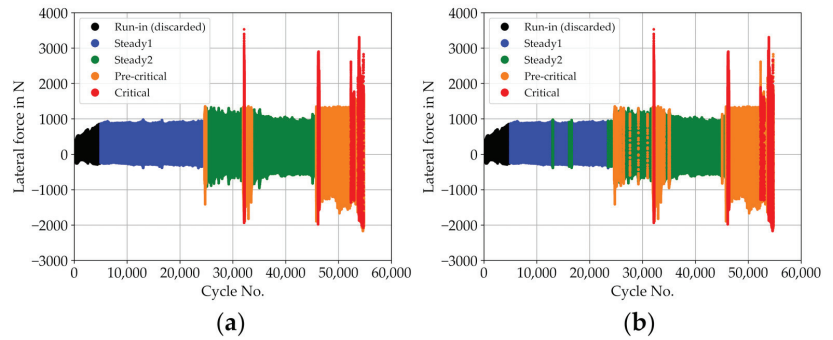 4000
3000
2000
1000
0
−1000
−2000
−3000
Lateral force in N
Run-in (discarded)
Steady1
Steady2
Pre-critical
Critical
0 10,000 20,000 30,000 40,000 50,000 60,000
Cycle No.
(a)
4000
3000
2000
1000
0
−1000
−2000
−3000
Lateral force in N
Run-in (discarded)
Steady1
Steady2
Pre-critical
Critical
0 10,000 20,000 30,000 40,000 50,000 60,000
Cycle No.
(b)